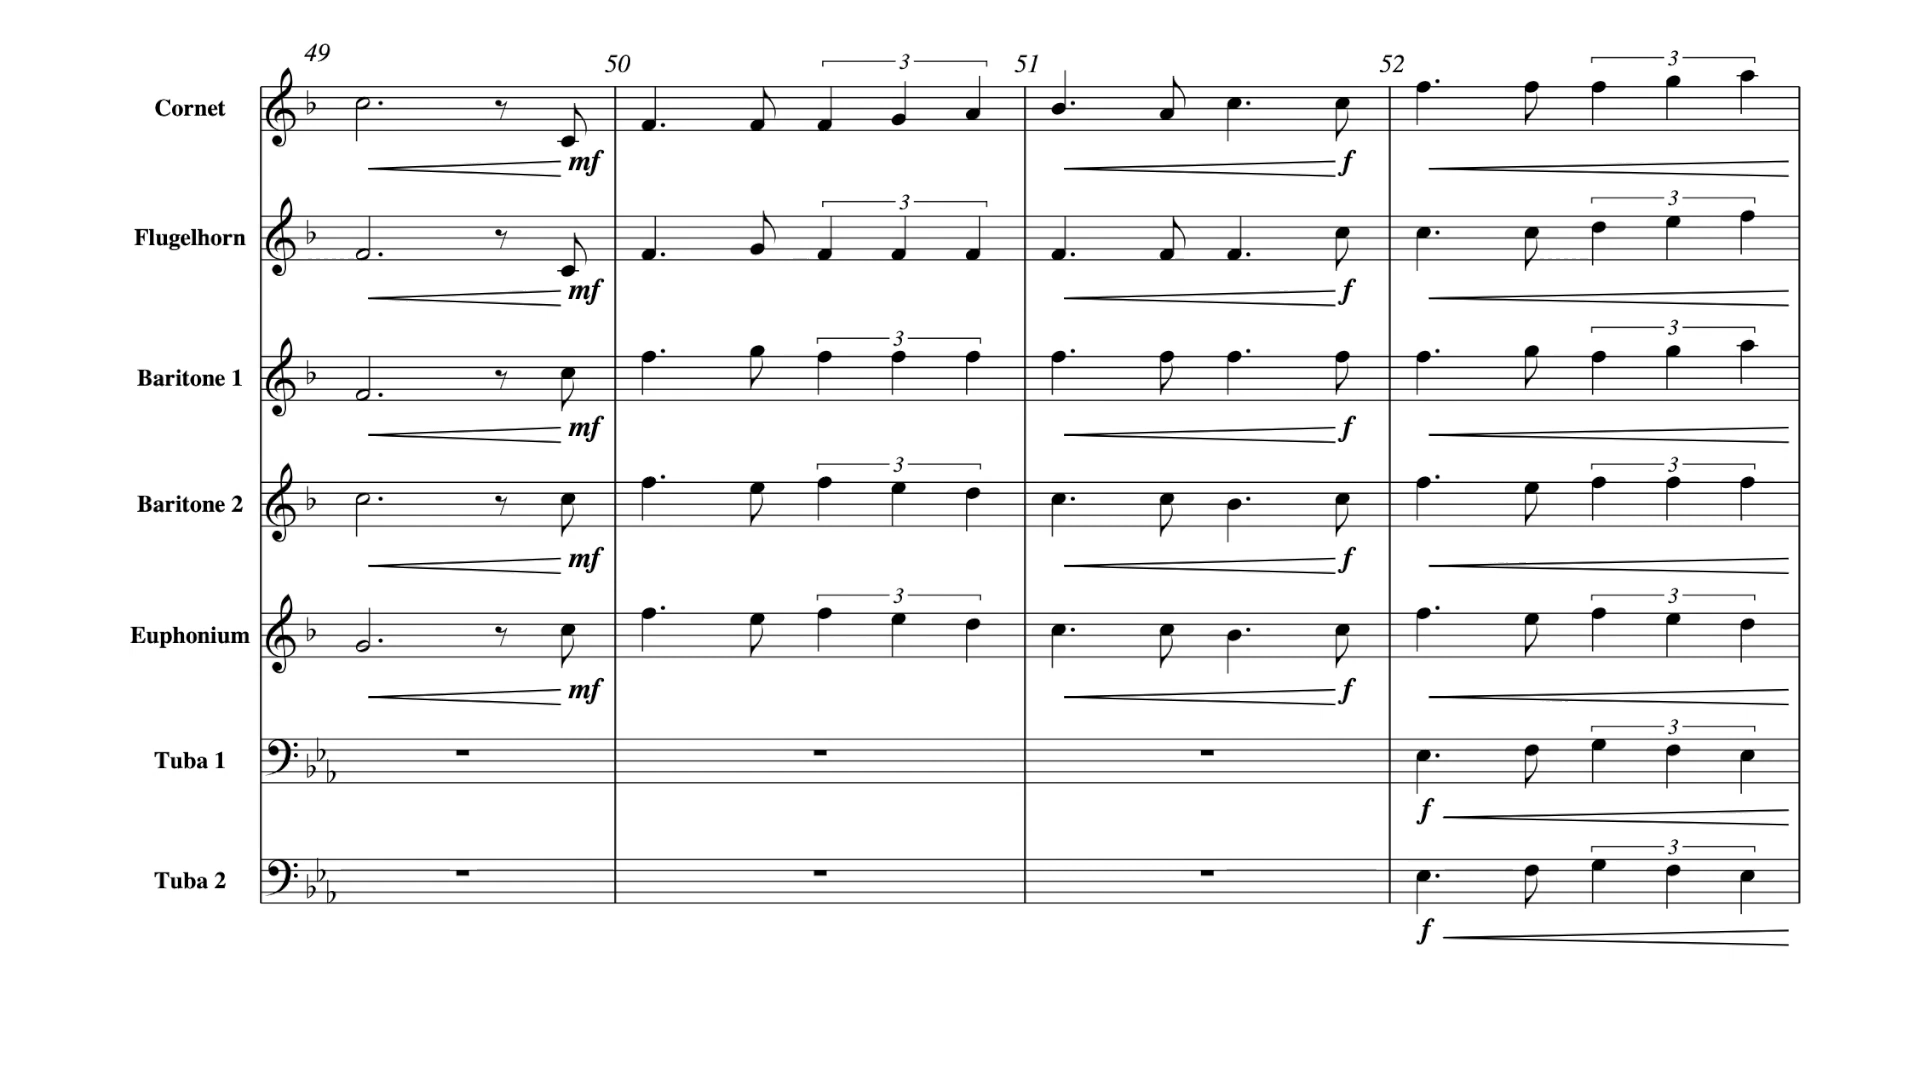 49
50
3
51
52
3
Cornet
mf
f
3
3
Flugelhorn
mf
f
3
3
Baritone 1
mf
f
3
3
Baritone 2
mf
f
3
3
Euphonium
mf
f
3
Tuba 1
f
3
Tuba 2
f